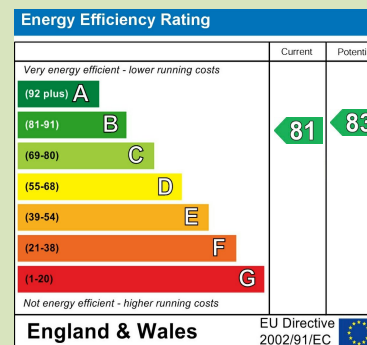 Energy Efficiency Rating
Current Potenti
Very energy efficient - lower running costs
(92 plus) A
(81-91) B
81 83
(69-80) C
(55-68) D
(39-54) E
(21-38) F
(1-20) G
Not energy efficient - higher running costs
England & Wales
EU Directive
2002/91/EC